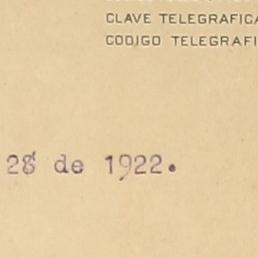 CLAVE TELEGRAFICA
CODIGO TELEGRAFI
28 de 1922.